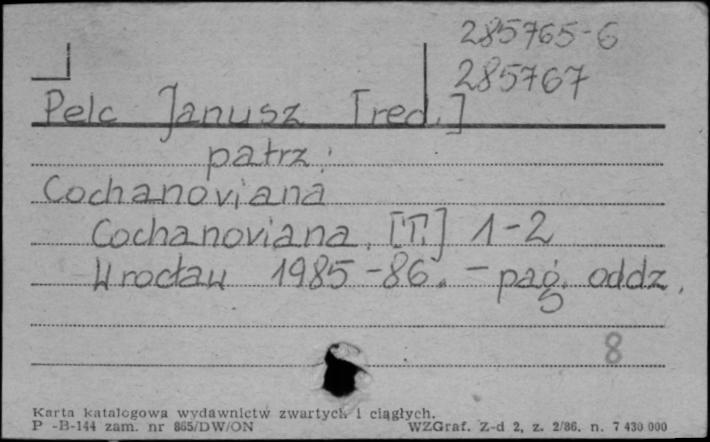 285765-6
285767
Pelc Janusz [red.]
patrz:
Cochanoviana
Cochanoviana. [T.] 1-2
Wrocław 1985-86. - pag. oddz.
8
Karta katalogowa wydawnictw zwartych i ciągłych.
P -B-144 zam. nr 865/DW/ON WZGraf. Z-d 2, z. 2/86. n. 7 430 000